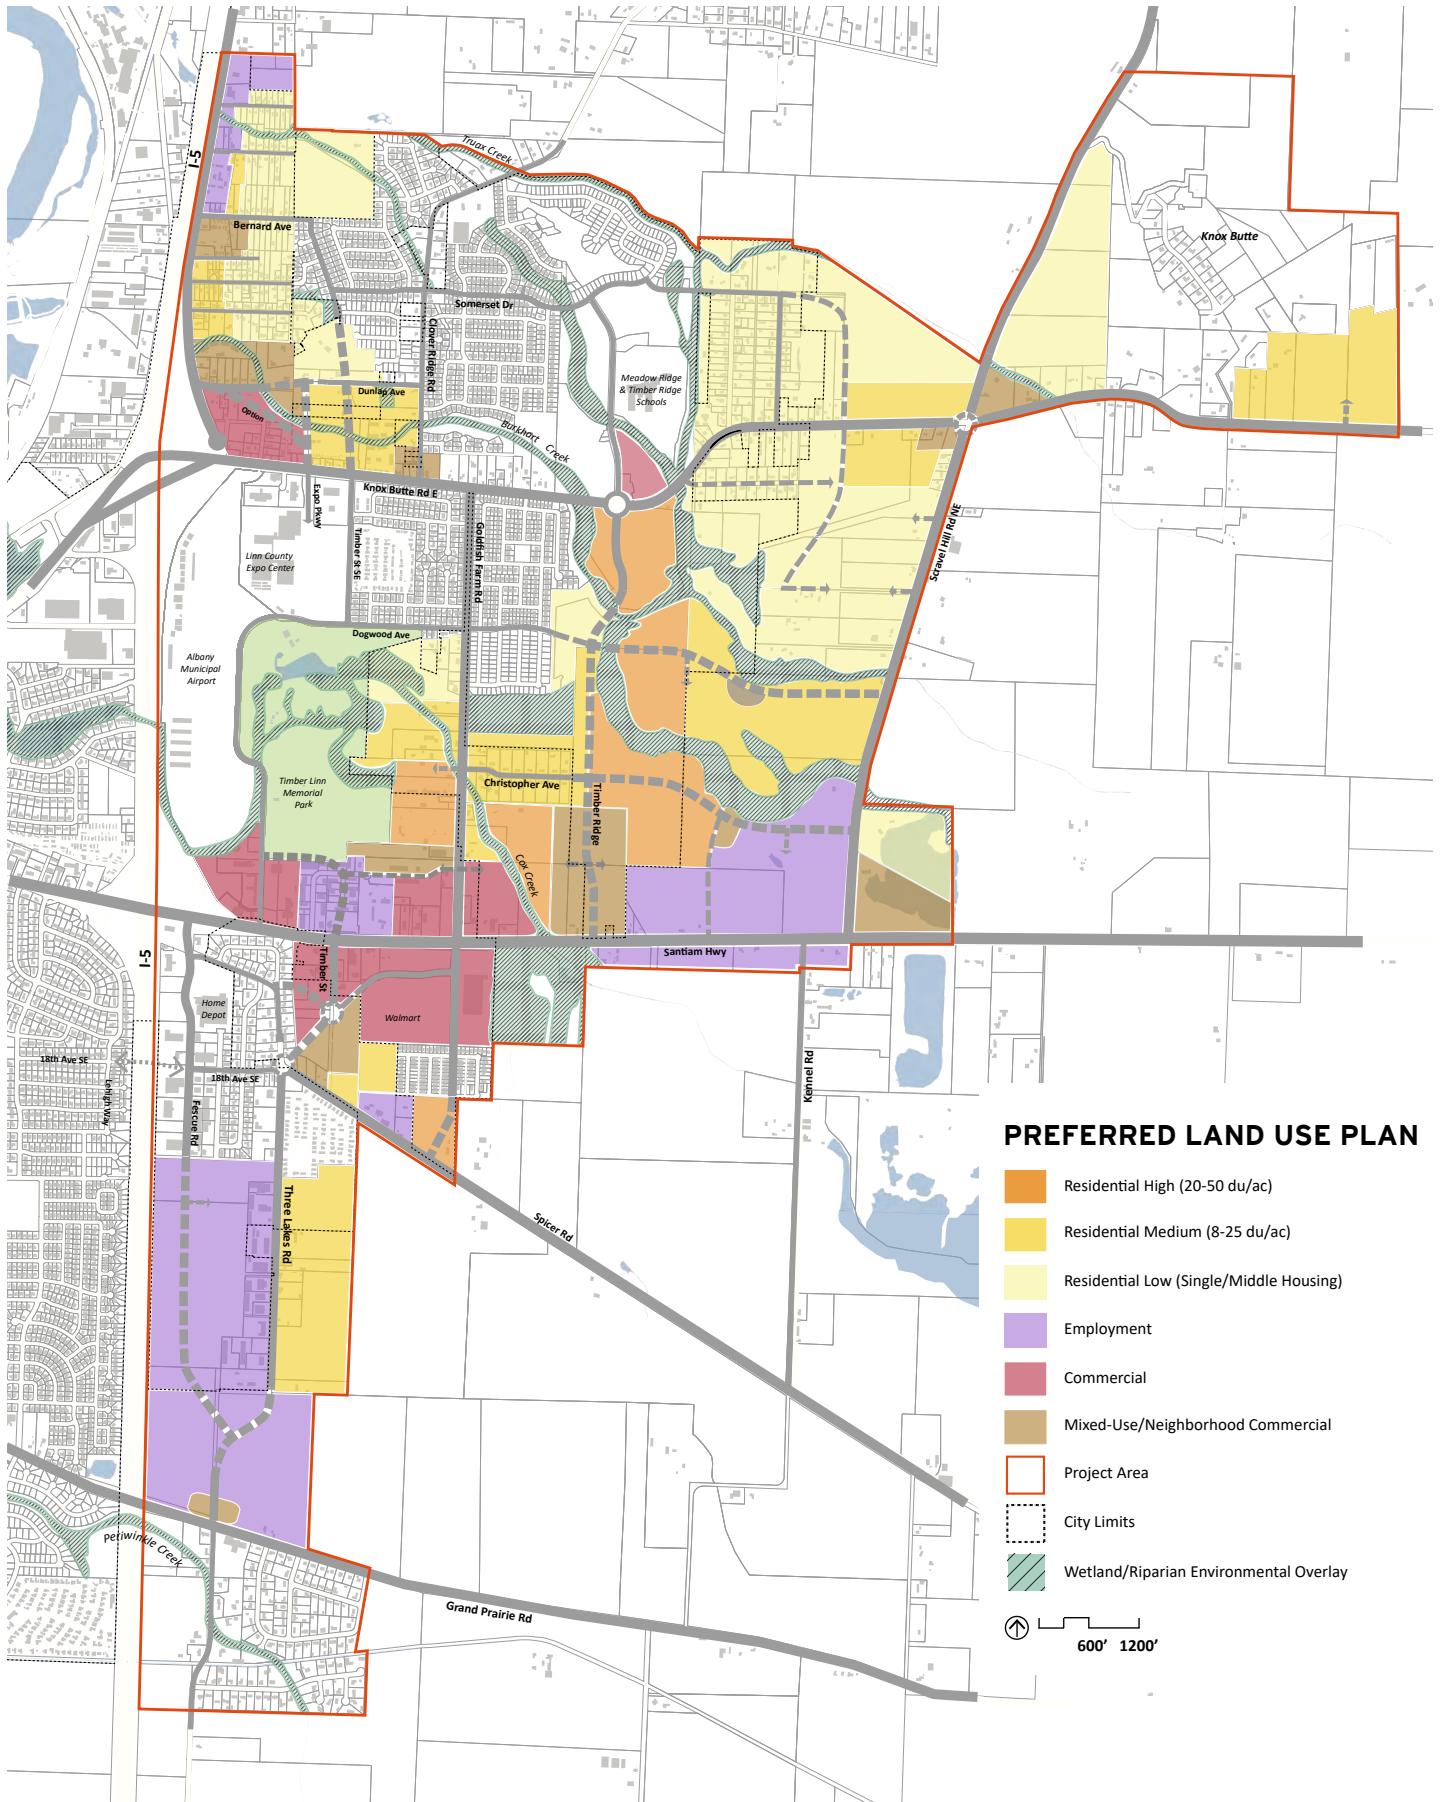 Truax Creek
I-5
Bernard Ave
Knox Butte
Somerset Dr
Clover Ridge Rd
Meadow Ridge
& Timber Ridge
Schools
Dunlap Ave
Option
Burkhart Creek
Knox Butte Rd E
Expo Pkwy
Timber St SE
Goldfish Farm Rd
Scravel Hill Rd NE
Linn County
Expo Center
Dogwood Ave
Albany
Municipal
Airport
Timber Linn
Memorial
Park
Christopher Ave
Timber Ridge
Cox Creek
I-5
Santiam Hwy
Timber St
Home
Depot
Walmart
18th Ave SE
18th Ave SE
Lehigh Way
Fescue Rd
Kennel Rd
Three Lakes Rd
Spicer Rd
Periwinkle Creek
Grand Prairie Rd
PREFERRED LAND USE PLAN
Residential High (20-50 du/ac)
Residential Medium (8-25 du/ac)
Residential Low (Single/Middle Housing)
Employment
Commercial
Mixed-Use/Neighborhood Commercial
Project Area
City Limits
Wetland/Riparian Environmental Overlay
600’ 1200’